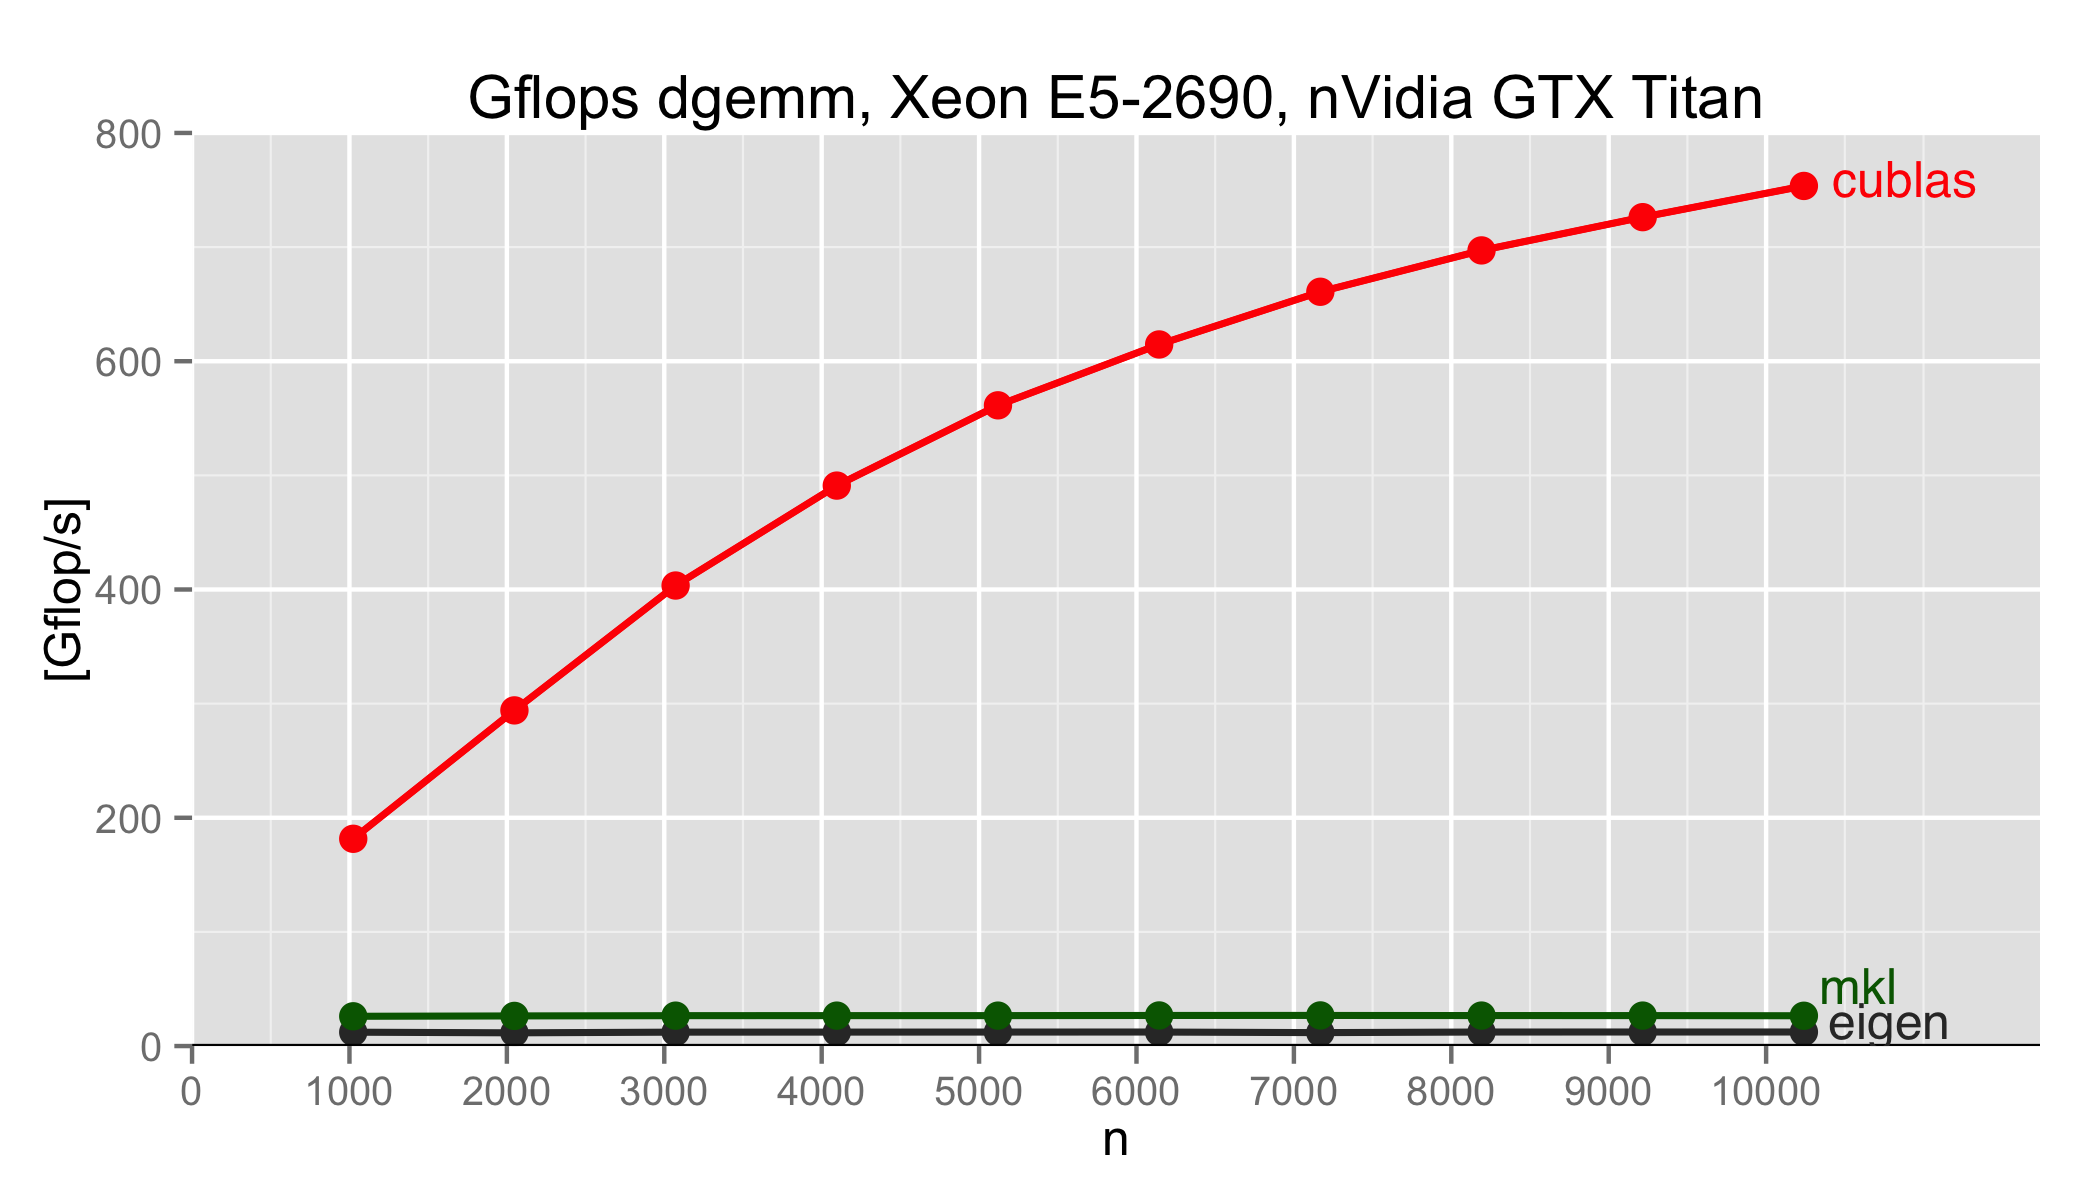 Gflops dgemm, Xeon E5-2690, nVidia GTX Titan
800
600
400
200
0
[Gflop/s]
cublas
mkl
eigen
0 1000 2000 3000 4000 5000 6000 7000 8000 9000 10000
n